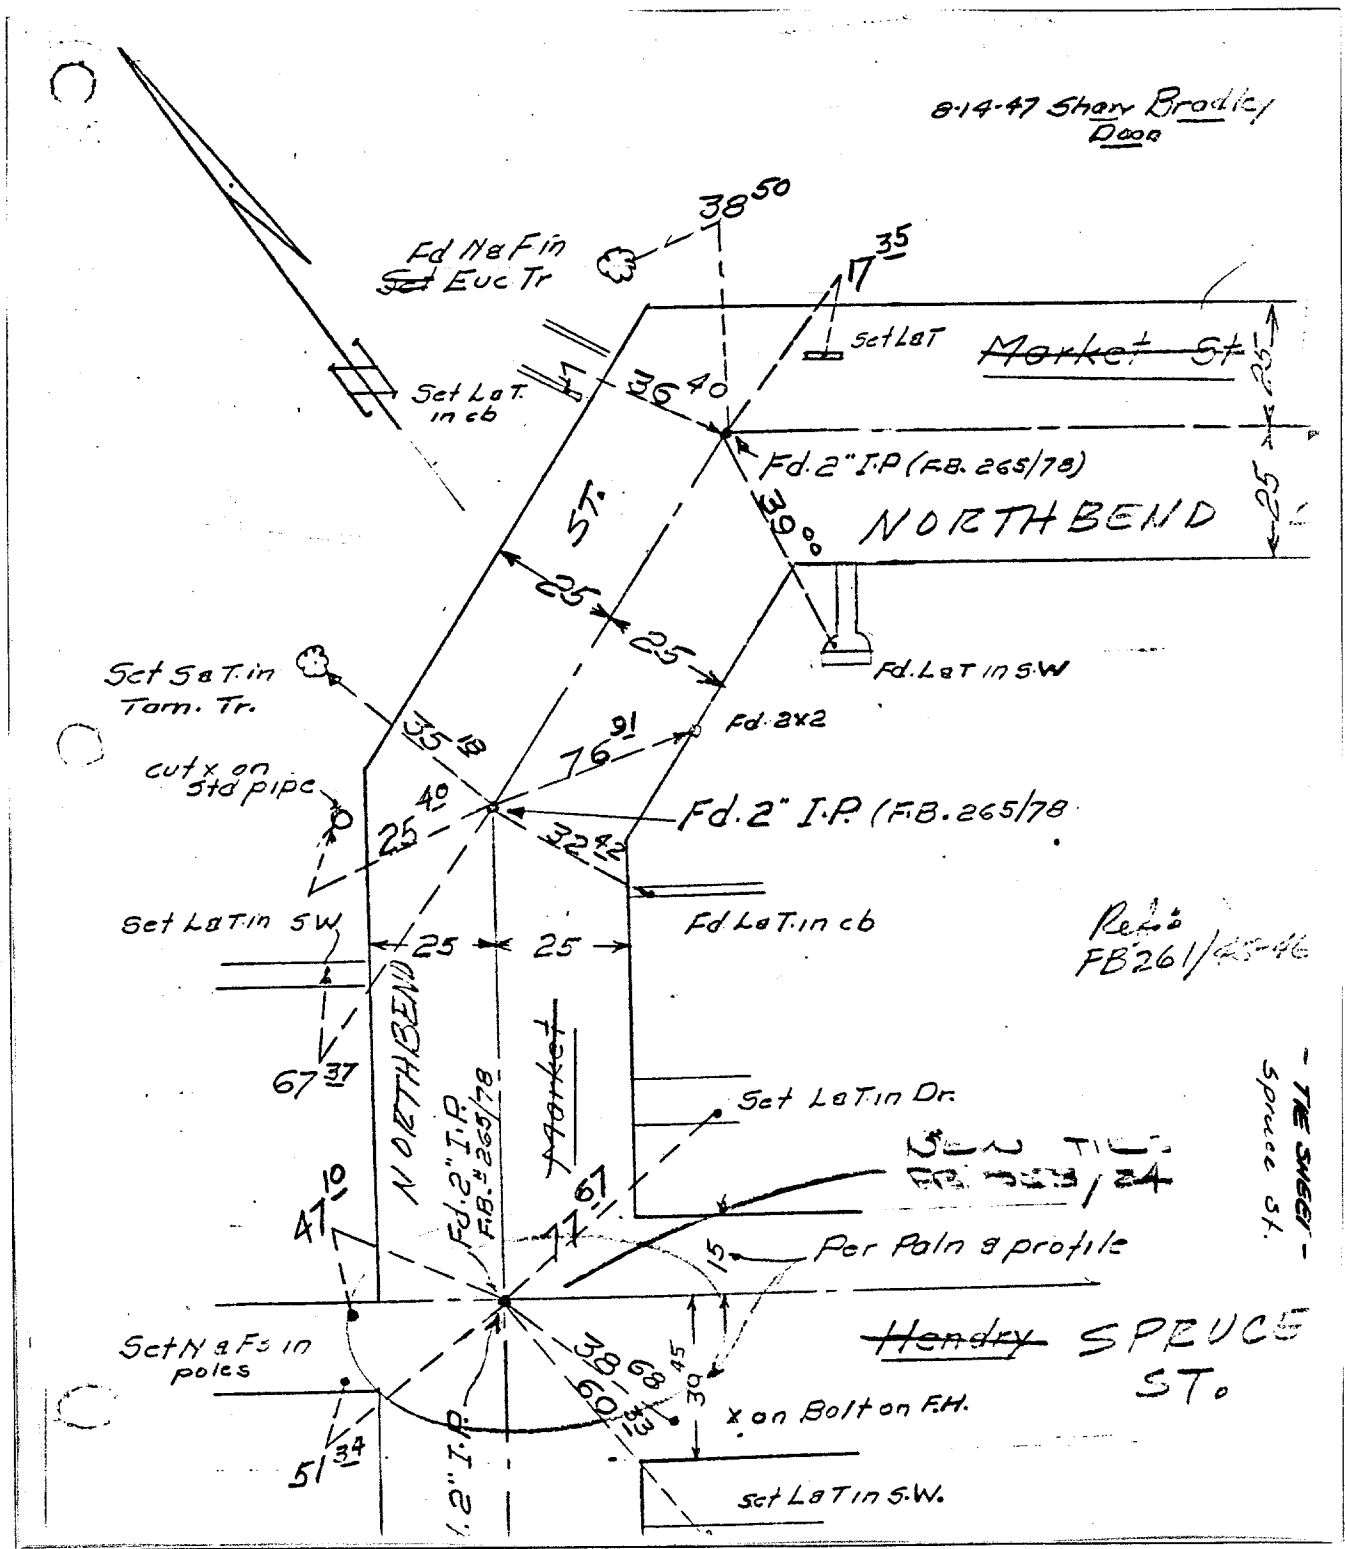 8-14-47 Shaw Bradley
Doan
38 50
17 35
Fd N&F in
Set Euc Tr
Set L&T
Market St
Set L&T.
in cb
36 40
25
25
Fd. 2" I.P (F.B. 265/78)
ST.
39 00
NORTHBEND
25
25
Fd. L&T in S.W
Set S&T. in
Tam. Tr.
35 18
76 91
Fd. 2x2
cut x on
std pipe
25 40
Fd. 2" I.P. (F.B. 265/78
32 42
Set L&T in S W
25
25
Fd L&T. in cb
FB 261/45-46
67 37
NORTHBEND
Fd. 2" I.P.
F.B. 265/78
Market
Set L&T in Dr.
- TIE SHEET -
Spruce St.
47 10
77 67
FB
/24
15
Per Paln & profile
Set N & Fs in
poles
Hendry SPRUCE
ST.
38 68
39 45
60 33
x on Bolt on F.H.
51 34
. 2" I.P.
set L&T in S.W.